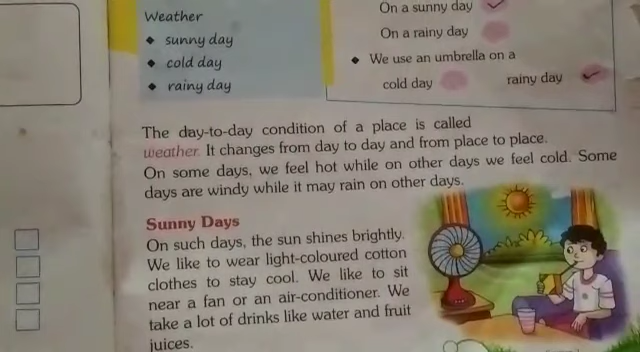 Weather
◆ sunny day
◆ cold day
◆ rainy day
On a sunny day
On a rainy day
◆ We use an umbrella on a
cold day rainy day
The day-to-day condition of a place is called
weather. It changes from day to day and from place to place.
On some days, we feel hot while on other days we feel cold. Some
days are windy while it may rain on other days.
Sunny Days
On such days, the sun shines brightly.
We like to wear light-coloured cotton
clothes to stay cool. We like to sit
near a fan or an air-conditioner. We
take a lot of drinks like water and fruit
juices.